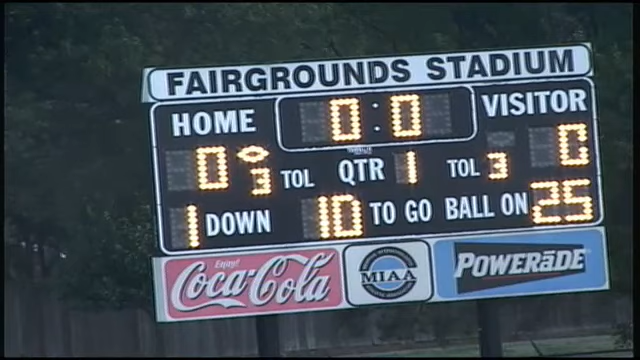 FAIRGROUNDS STADIUM
HOME 0:0 VISITOR
0 3 TOL QTR 1 TOL 3 0
1 DOWN 10 TO GO BALL ON 25
Enjoy!
Coca-Cola MIAA POWERāDE